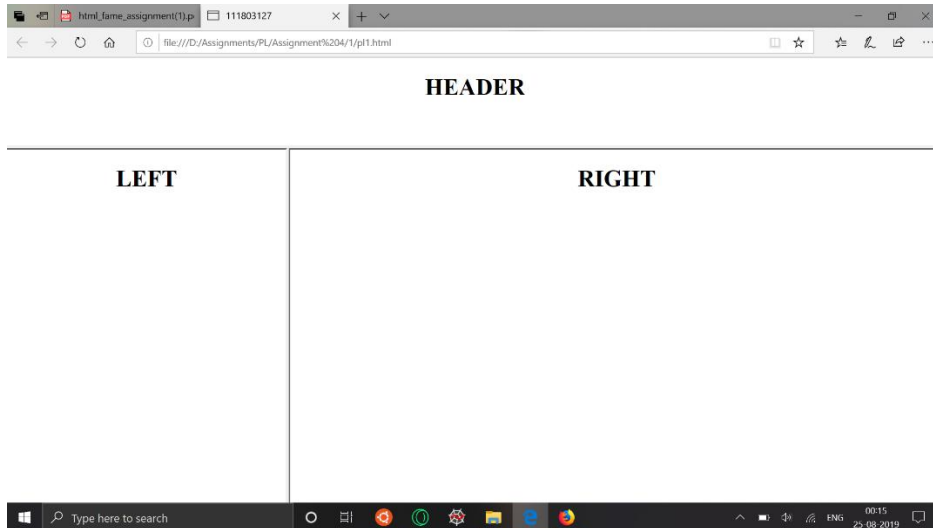 html_fame_assignment(1).p
111803127
file:///D:/Assignments/PL/Assignment%204/1/pl1.html
HEADER
LEFT
RIGHT
Type here to search
ENG
00:15
25-08-2019